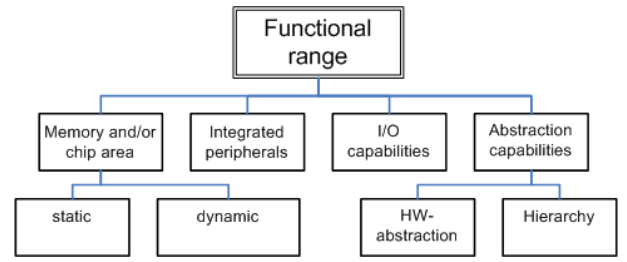 Functional
range
Memory and/or
chip area
Integrated
peripherals
I/O
capabilities
Abstraction
capabilities
static
dynamic
HW-
abstraction
Hierarchy